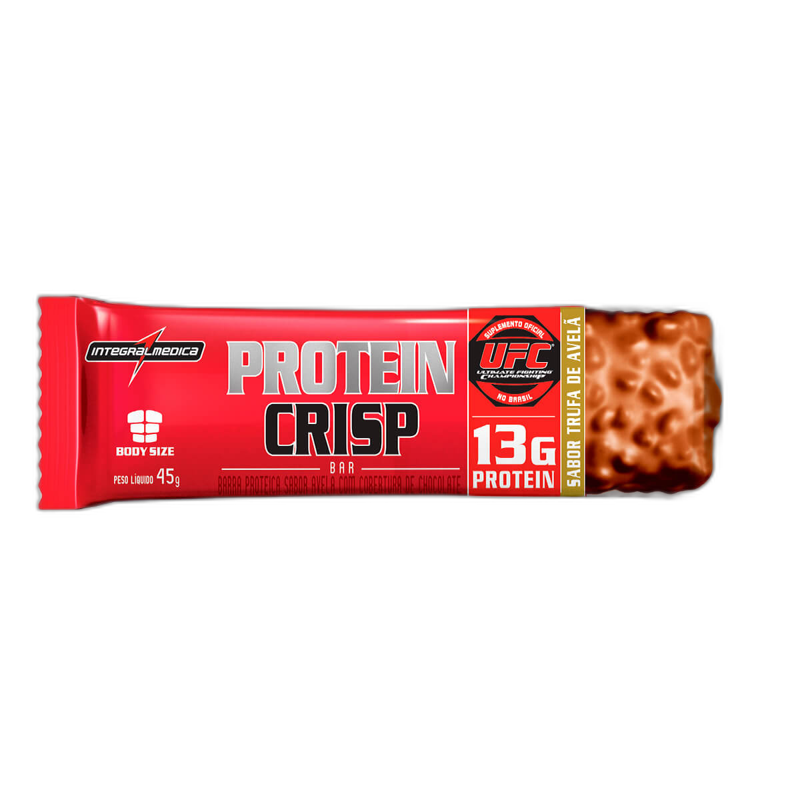 INTEGRALMEDICA
BODY SIZE
PESO LÍQUIDO 45g
PROTEIN
CRISP
BAR
BARRA PROTEICA SABOR AVELÃ COM COBERTURA DE CHOCOLATE
SUPLEMENTO OFICIAL
UFC
ULTIMATE FIGHTING
CHAMPIONSHIP
NO BRASIL
13G
PROTEIN
SABOR TRUFA DE AVELÃ